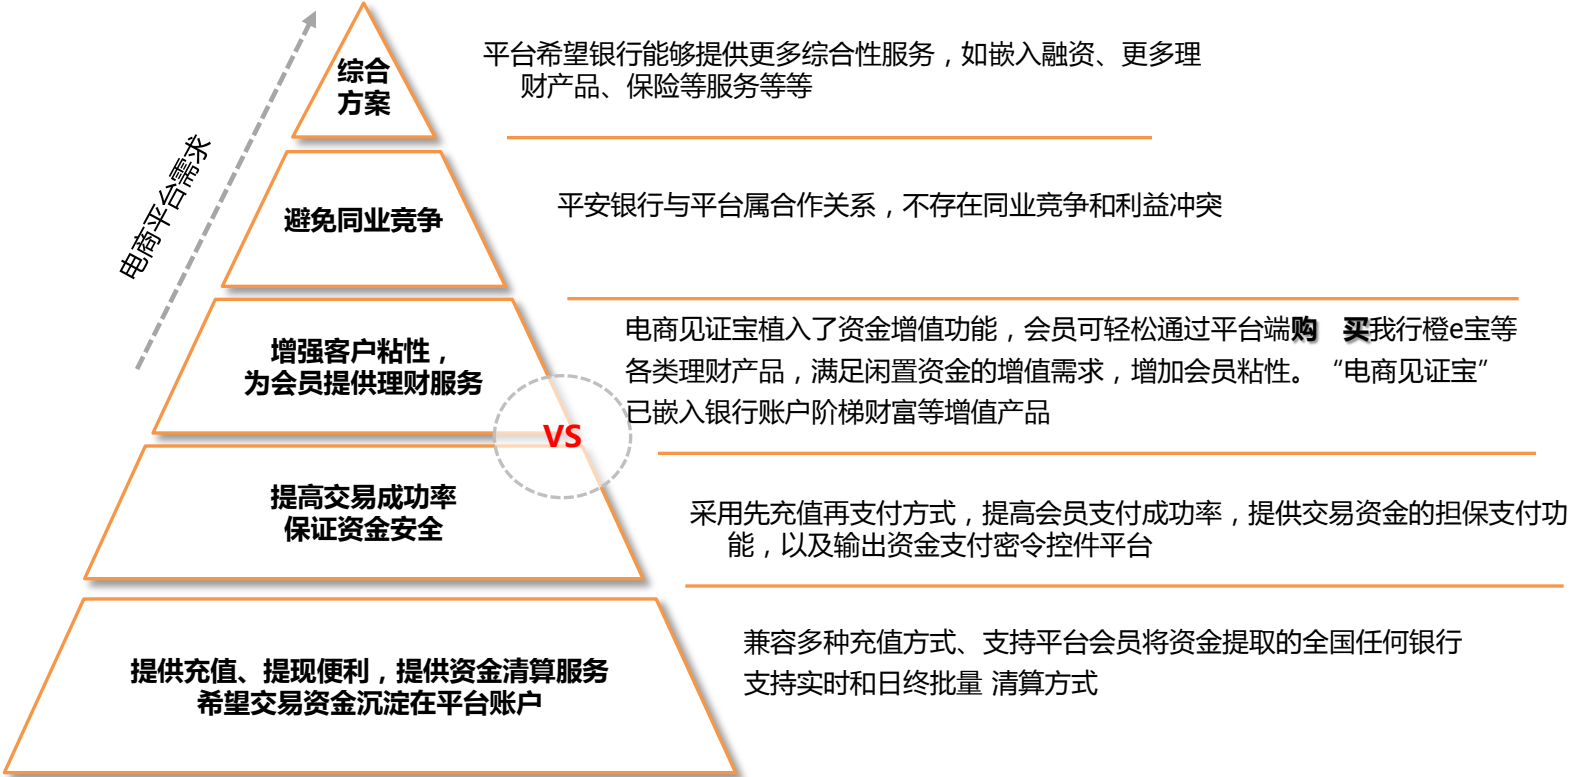 综合
方案
平台希望银行能够提供更多综合性服务，如嵌入融资、更多理
财产品、保险等服务等等
电商平台需求
避免同业竞争
平安银行与平台属合作关系，不存在同业竞争和利益冲突
增强客户粘性，
为会员提供理财服务
电商见证宝植入了资金增值功能，会员可轻松通过平台端购 买我行橙e宝等
各类理财产品，满足闲置资金的增值需求，增加会员粘性。“电商见证宝”
已嵌入银行账户阶梯财富等增值产品
VS
提高交易成功率
保证资金安全
采用先充值再支付方式，提高会员支付成功率，提供交易资金的担保支付功
能，以及输出资金支付密令控件平台
提供充值、提现便利，提供资金清算服务
希望交易资金沉淀在平台账户
兼容多种充值方式、支持平台会员将资金提取的全国任何银行
支持实时和日终批量 清算方式